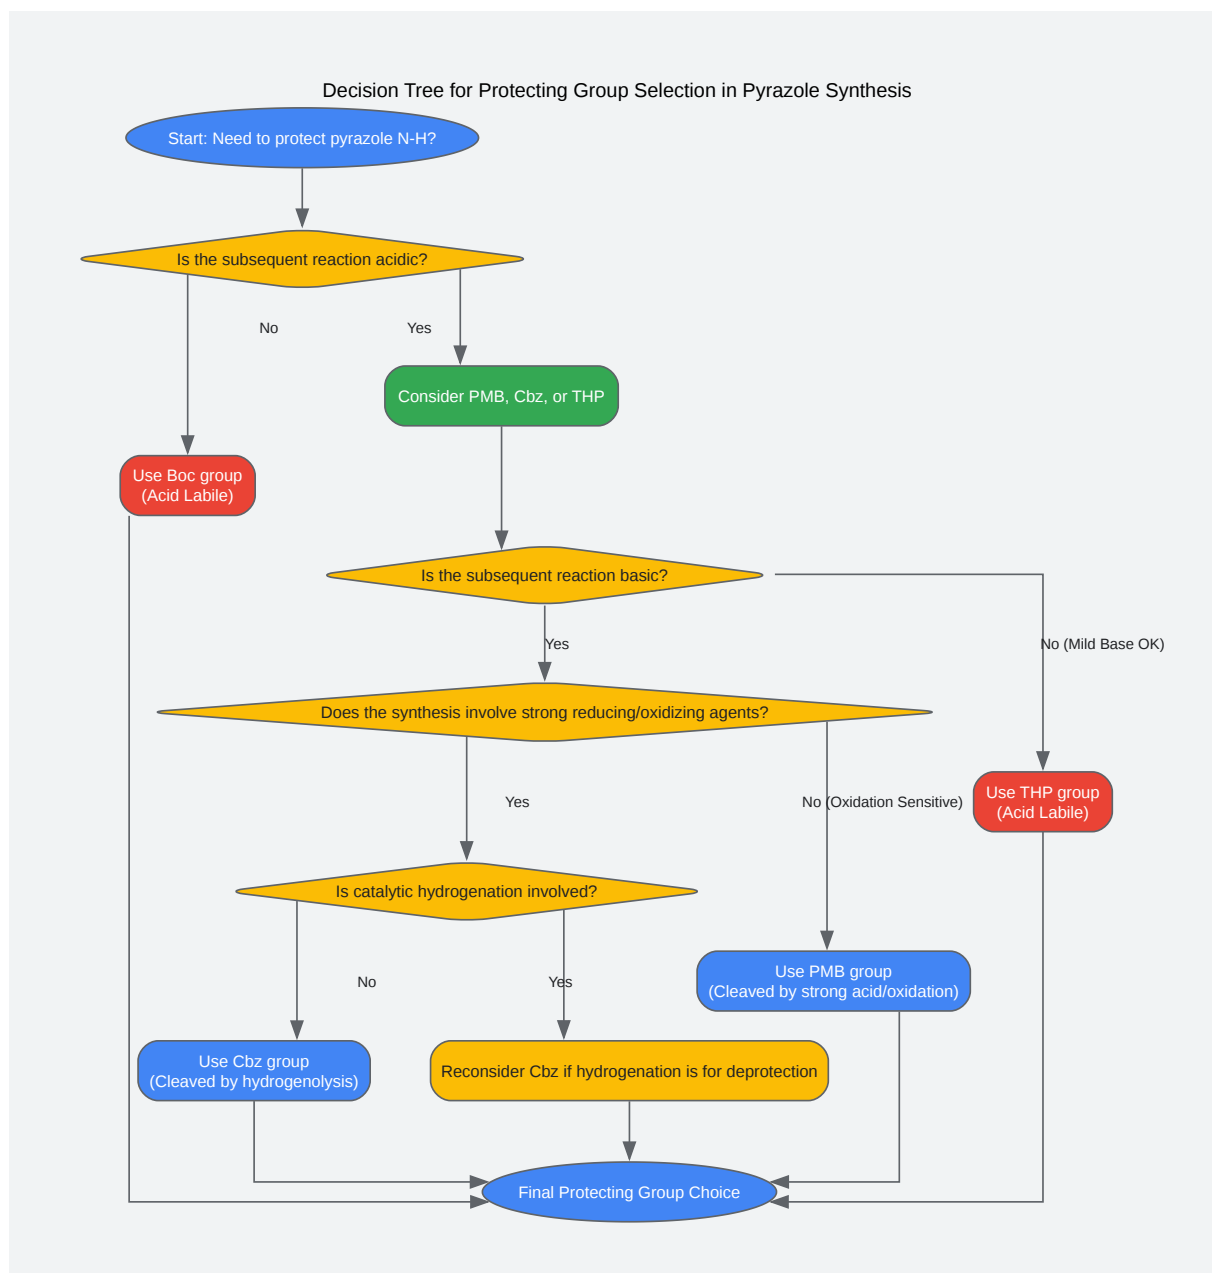 Decision Tree for Protecting Group Selection in Pyrazole Synthesis
Start: Need to protect pyrazole N-H?
Is the subsequent reaction acidic?
No
Yes
Consider PMB, Cbz, or THP
Use Boc group
(Acid Labile)
Is the subsequent reaction basic?
Yes
No (Mild Base OK)
Does the synthesis involve strong reducing/oxidizing agents?
Yes
No (Oxidation Sensitive)
Use THP group
(Acid Labile)
Is catalytic hydrogenation involved?
No
Yes
Use PMB group
(Cleaved by strong acid/oxidation)
Use Cbz group
(Cleaved by hydrogenolysis)
Reconsider Cbz if hydrogenation is for deprotection
Final Protecting Group Choice